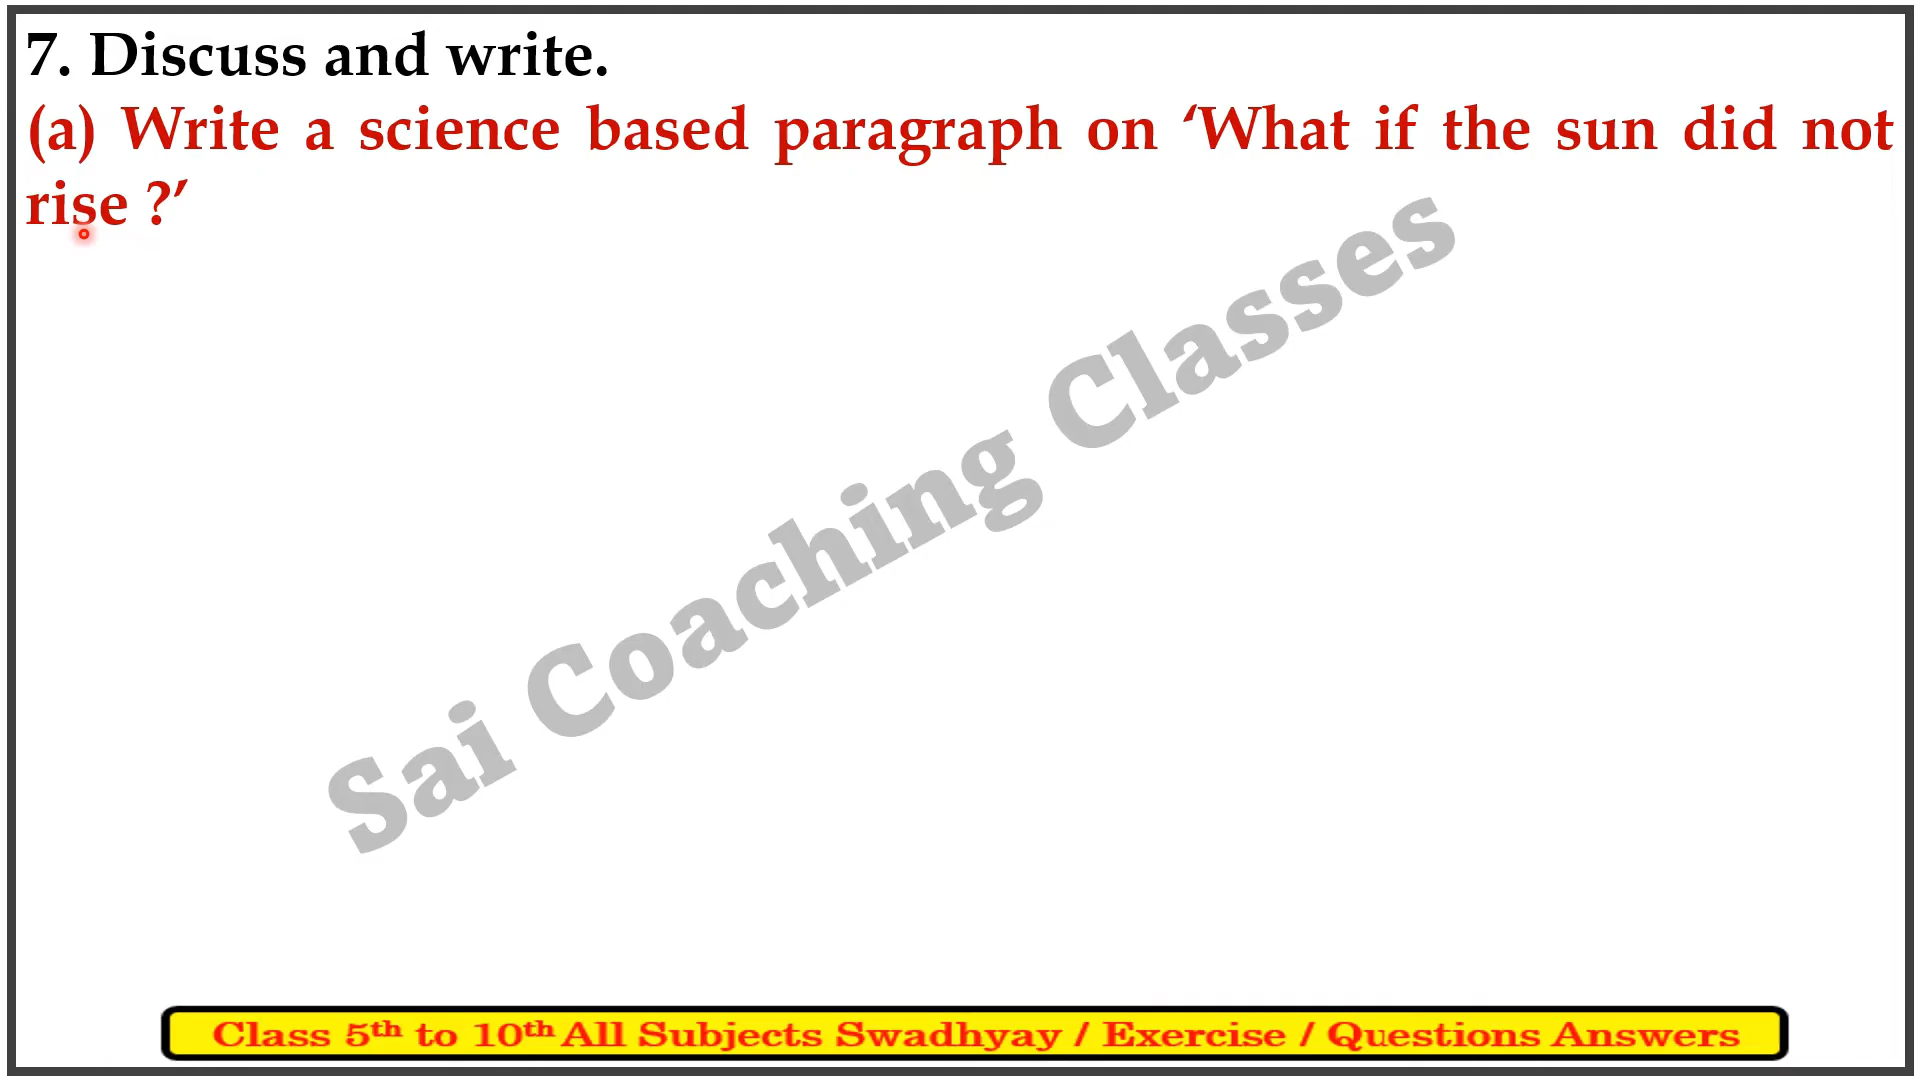 7. Discuss and write.
(a) Write a science based paragraph on ‘What if the sun did not
rise ?’
Sai Coaching Classes
Class 5th to 10th All Subjects Swadhyay / Exercise / Questions Answers